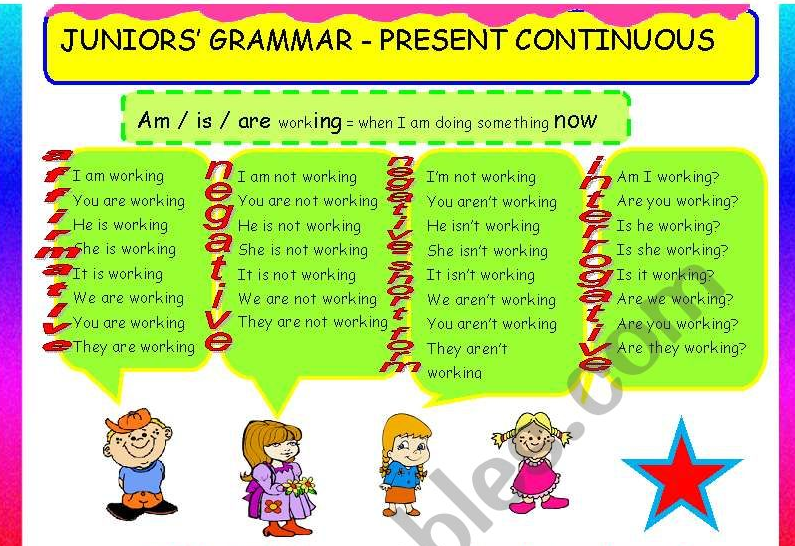 JUNIORS' GRAMMAR - PRESENT CONTINUOUS
Am / is / are working = when I am doing something now
affirmative
I am working
You are working
He is working
She is working
It is working
We are working
You are working
They are working
negative
I am not working
You are not working
He is not working
She is not working
It is not working
We are not working
They are not working
negative short form
I'm not working
You aren't working
He isn't working
She isn't working
It isn't working
We aren't working
You aren't working
They aren't
working
interrogative
Am I working?
Are you working?
Is he working?
Is she working?
Is it working?
Are we working?
Are you working?
Are they working?
bles.com